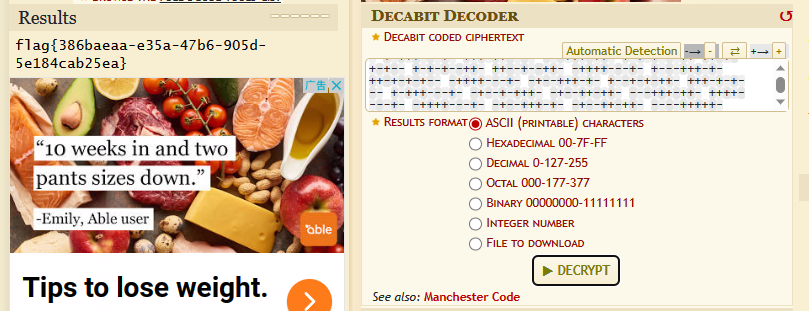 Results
flag{386baeaa-e35a-47b6-905d-
5e184cab25ea}
广告
“10 weeks in and two
pants sizes down.”
-Emily, Able user
able
Tips to lose weight.
DECABIT DECODER
★ DECABIT CODED CIPHERTEXT
Automatic Detection
★ RESULTS FORMAT ASCII (PRINTABLE) CHARACTERS
HEXADECIMAL 00-7F-FF
DECIMAL 0-127-255
OCTAL 000-177-377
BINARY 00000000-11111111
INTEGER NUMBER
FILE TO DOWNLOAD
▶ DECRYPT
See also: Manchester Code